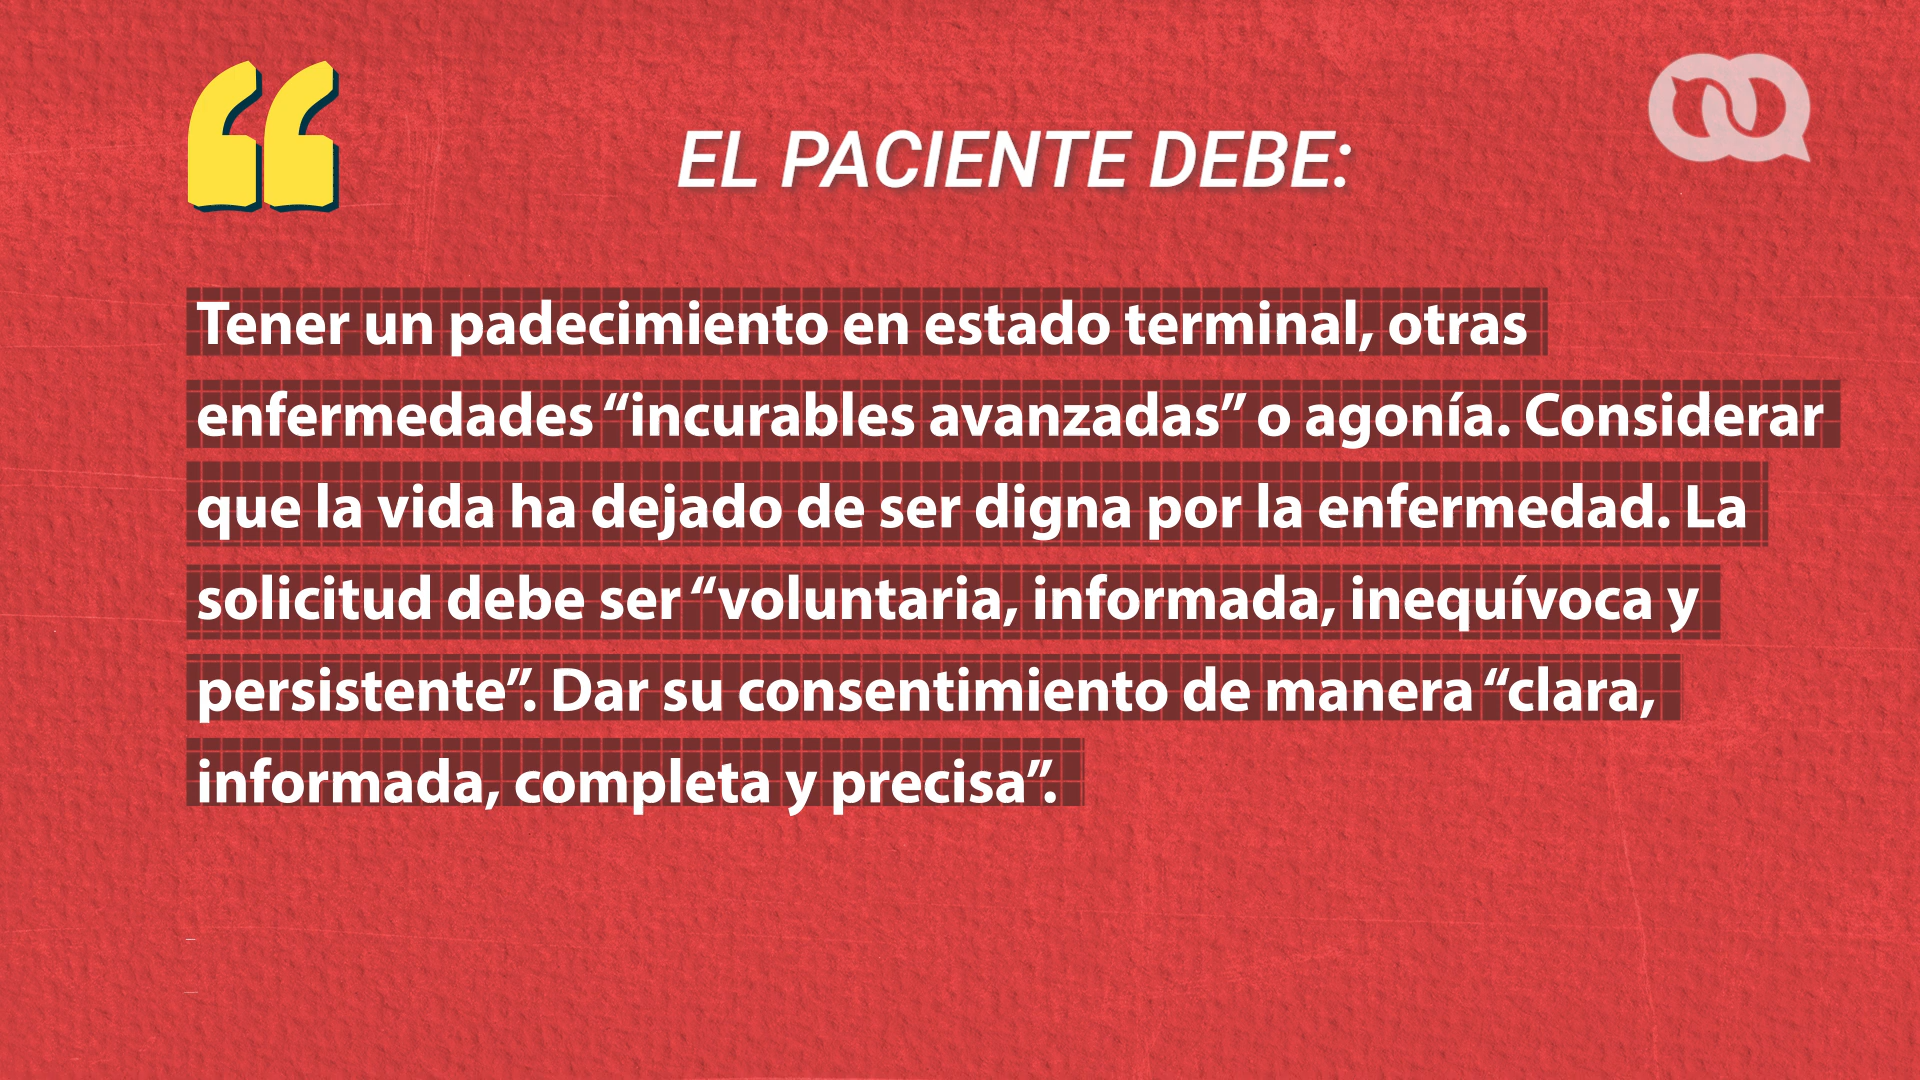 EL PACIENTE DEBE:
Tener un padecimiento en estado terminal, otras
enfermedades “incurables avanzadas” o agonía. Considerar
que la vida ha dejado de ser digna por la enfermedad. La
solicitud debe ser “voluntaria, informada, inequívoca y
persistente”. Dar su consentimiento de manera “clara,
informada, completa y precisa”.